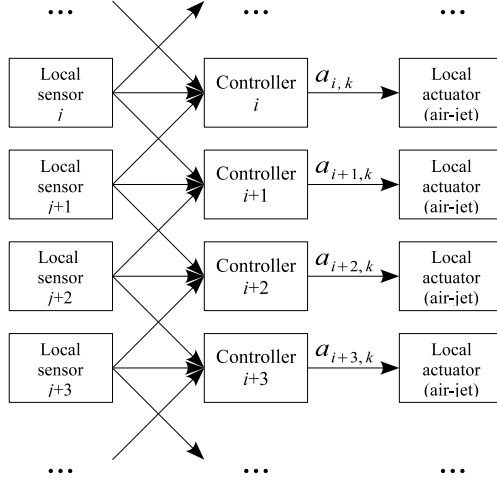 ... ... ...
Local
sensor
j
Controller
i
a_{i,k}
Local
actuator
(air-jet)
Local
sensor
j+1
Controller
i+1
a_{i+1,k}
Local
actuator
(air-jet)
Local
sensor
j+2
Controller
i+2
a_{i+2,k}
Local
actuator
(air-jet)
Local
sensor
j+3
Controller
i+3
a_{i+3,k}
Local
actuator
(air-jet)
... ... ...